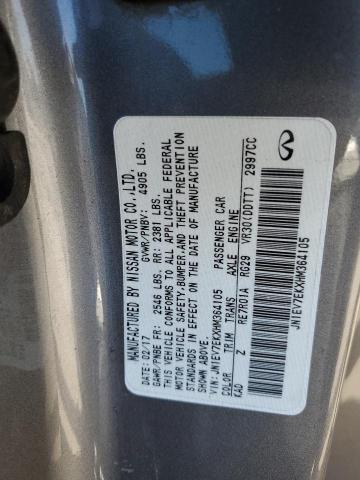 MANUFACTURED BY NISSAN MOTOR CO.,LTD.
02/17 GVWR/PNBV: 4905 LBS.
GAWR/PNBE FR: 2546 LBS. RR: 2381 LBS.
THIS VEHICLE CONFORMS TO ALL APPLICABLE FEDERAL
MOTOR VEHICLE SAFETY,BUMPER,AND THEFT PREVENTION
STANDARDS IN EFFECT ON THE DATE OF MANUFACTURE
SHOWN ABOVE.
VIN: JN1EV7EKXHM364105 PASSENGER CAR
COLOR TRIM TRANS AXLE ENGINE
KAD Z RE7R01A RG29 VR30(DDTT) 2997CC
JN1EV7EKXHM364105